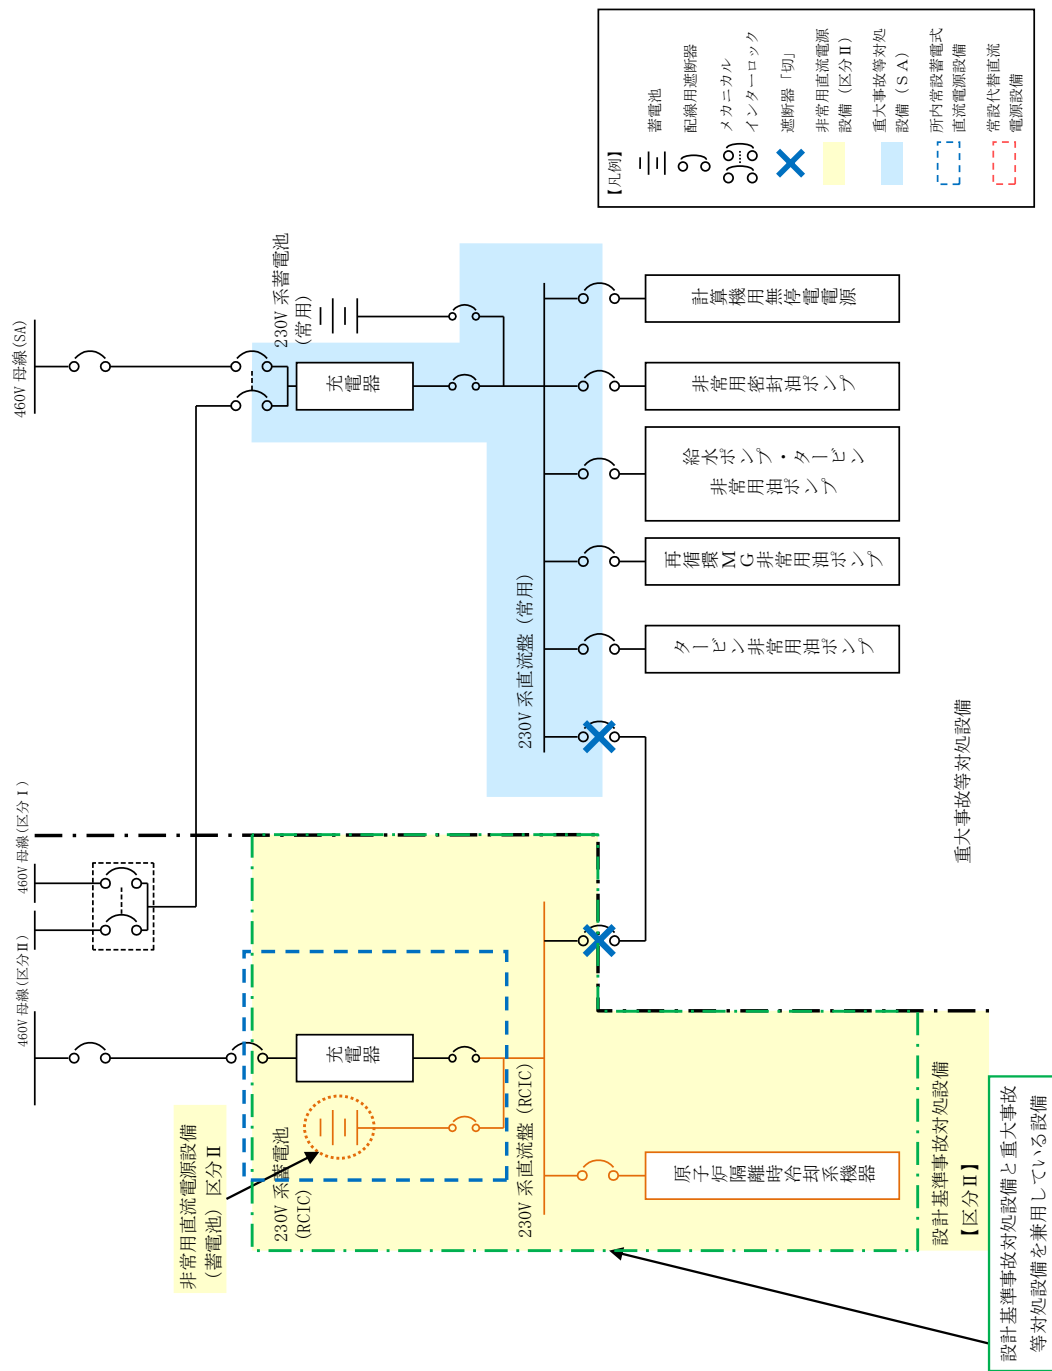 460V 母線(区分Ⅱ)
460V 母線(区分Ⅰ)
460V 母線(SA)
非常用直流電源設備
(蓄電池) 区分Ⅱ
230V 系蓄電池
(RCIC)
充電器
230V 系蓄電池
(常用)
充電器
230V 系直流盤 (RCIC)
230V 系直流盤 (常用)
原子炉隔離時冷却系機器
タービン非常用油ポンプ
再循環MG非常用油ポンプ
給水ポンプ・タービン
非常用油ポンプ
非常用密封油ポンプ
計算機用無停電電源
設計基準事故対処設備
【区分Ⅱ】
重大事故等対処設備
設計基準事故対処設備と重大事故
等対処設備を兼用している設備
【凡例】
蓄電池
配線用遮断器
メカニカル
インターロック
遮断器「切」
非常用直流電源
設備 (区分Ⅱ)
重大事故等対処
設備 (SA)
所内常設蓄電式
直流電源設備
常設代替直流
電源設備